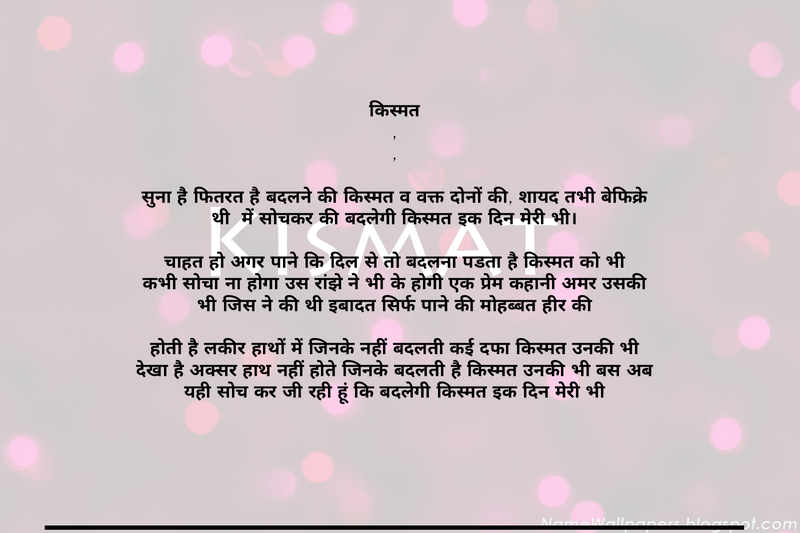 किस्मत
,
,
सुना है फितरत है बदलने की किस्मत व वक्त दोनों की, शायद तभी बेफिक्रे
थी में सोचकर की बदलेगी किस्मत इक दिन मेरी भी।
KISMAT
चाहत हो अगर पाने कि दिल से तो बदलना पडता है किस्मत को भी
कभी सोचा ना होगा उस रांझे ने भी के होगी एक प्रेम कहानी अमर उसकी
भी जिस ने की थी इबादत सिर्फ पाने की मोहब्बत हीर की
होती है लकीर हाथों में जिनके नहीं बदलती कई दफा किस्मत उनकी भी
देखा है अक्सर हाथ नहीं होते जिनके बदलती है किस्मत उनकी भी बस अब
यही सोच कर जी रही हूं कि बदलेगी किस्मत इक दिन मेरी भी
NameWallpapers.blogspot.com